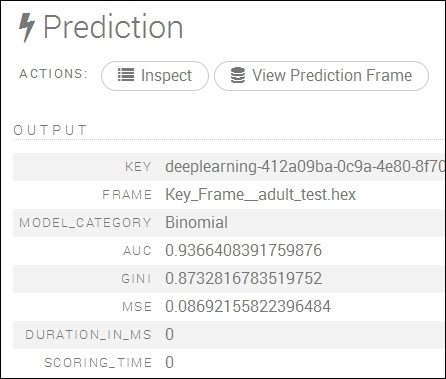 Prediction
ACTIONS: Inspect View Prediction Frame
OUTPUT
KEY deeplearning-412a09ba-0c9a-4e80-8f70
FRAME Key_Frame__adult_test.hex
MODEL_CATEGORY Binomial
AUC 0.9366408391759876
GINI 0.8732816783519752
MSE 0.08692155822396484
DURATION_IN_MS 0
SCORING_TIME 0